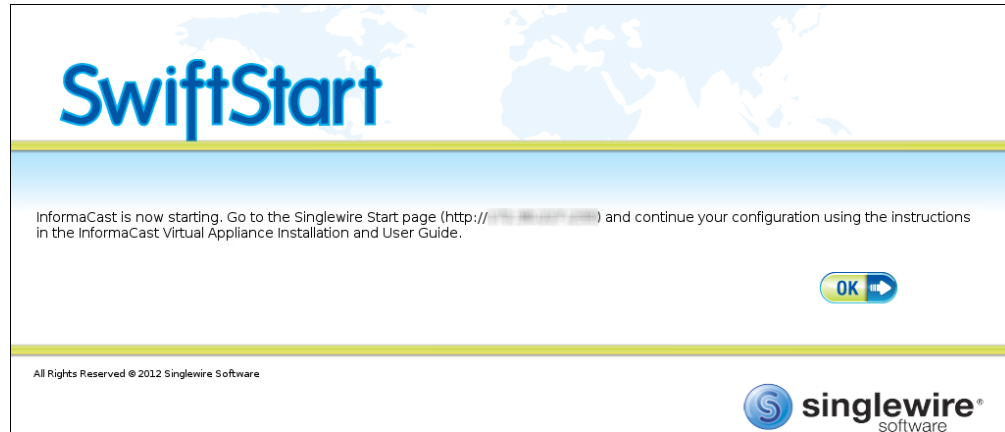 SwiftStart
InformaCast is now starting. Go to the Singlewire Start page (http:// ) and continue your configuration using the instructions
in the InformaCast Virtual Appliance Installation and User Guide.
OK
All Rights Reserved © 2012 Singlewire Software
S
singlewire®
software